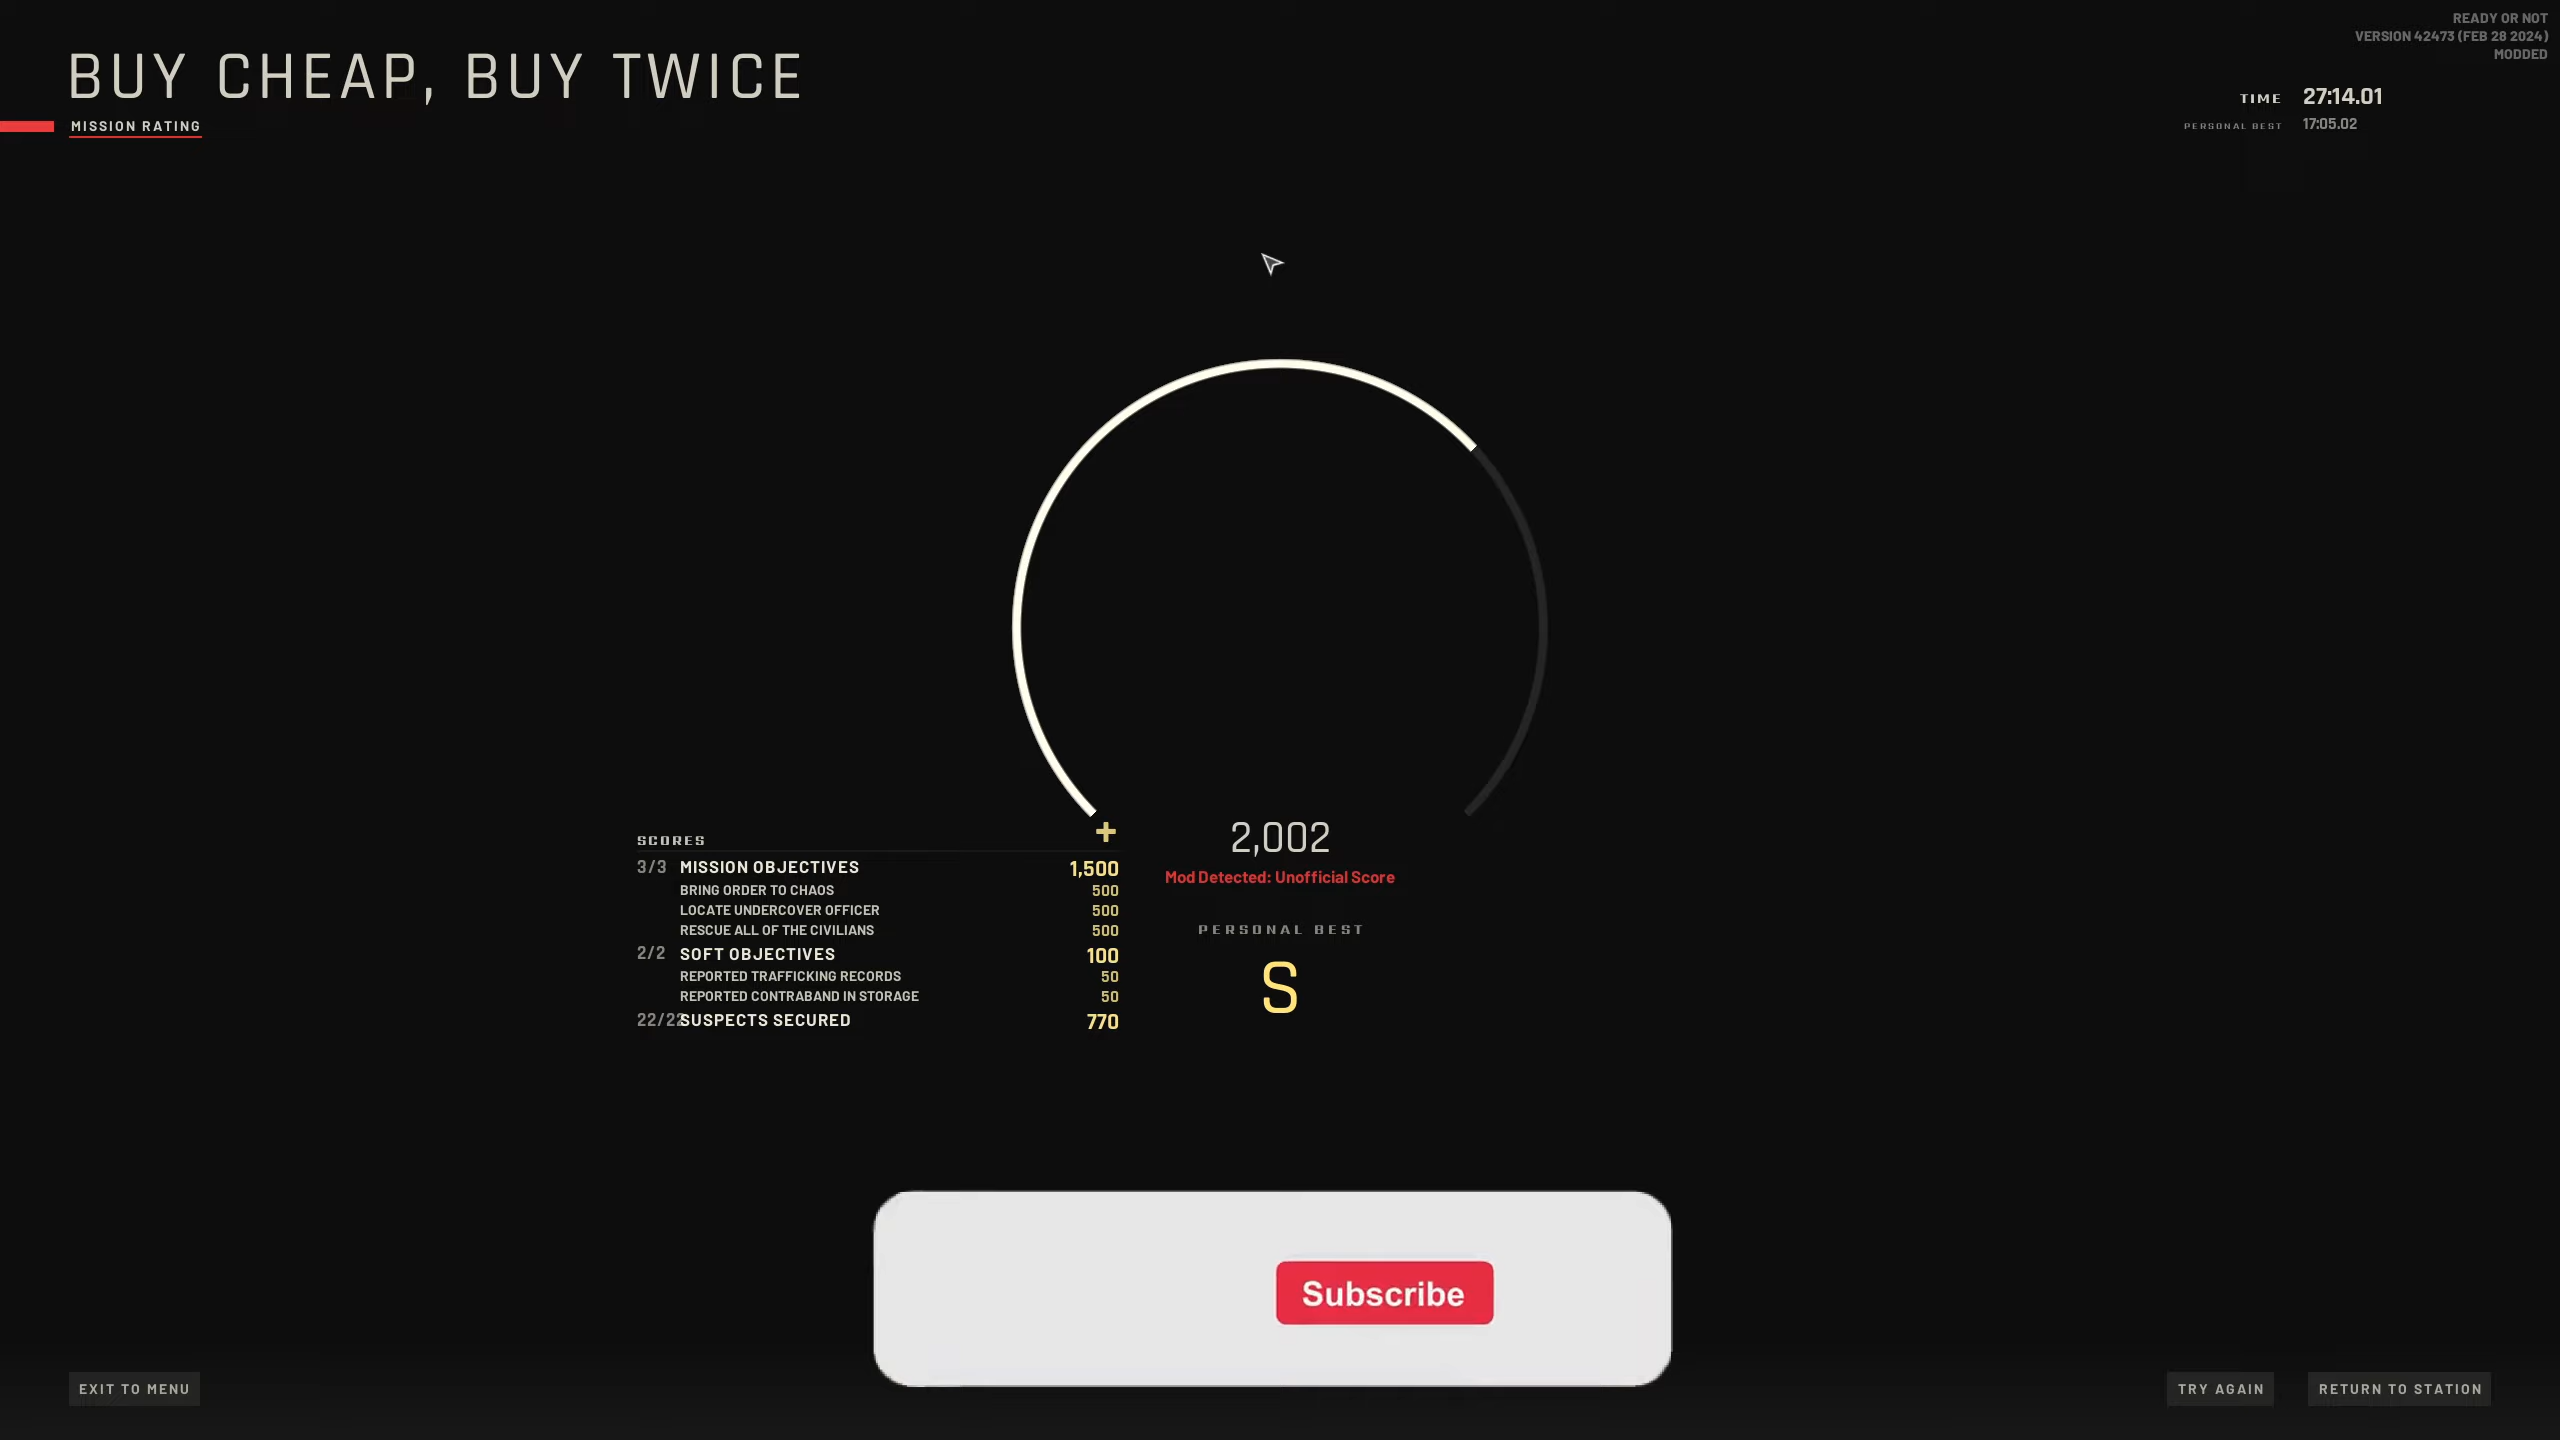 READY OR NOT
VERSION 42473 (FEB 28 2024)
MODDED
BUY CHEAP, BUY TWICE
MISSION RATING
TIME 27:14.01
PERSONAL BEST 17:05.02
SCORES +
3/3 MISSION OBJECTIVES 1,500
BRING ORDER TO CHAOS 500
LOCATE UNDERCOVER OFFICER 500
RESCUE ALL OF THE CIVILIANS 500
2/2 SOFT OBJECTIVES 100
REPORTED TRAFFICKING RECORDS 50
REPORTED CONTRABAND IN STORAGE 50
22/22 SUSPECTS SECURED 770
2,002
Mod Detected: Unofficial Score
PERSONAL BEST
S
Subscribe
EXIT TO MENU
TRY AGAIN
RETURN TO STATION